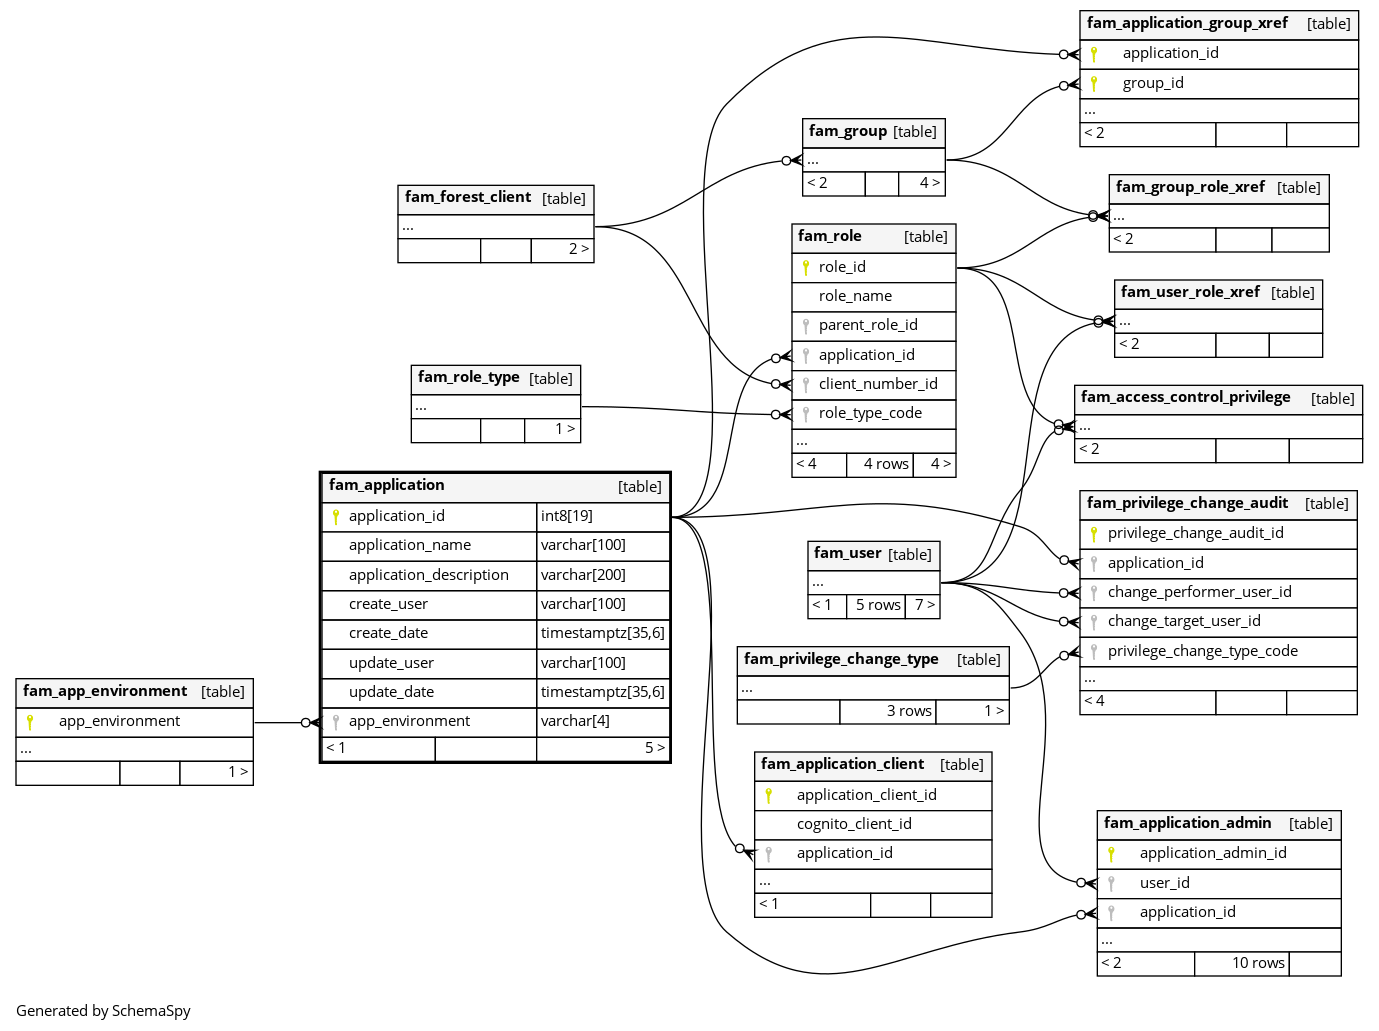 fam_application_group_xref [table]
application_id
group_id
...
< 2
fam_group [table]
...
< 2 4 >
fam_group_role_xref [table]
...
< 2
fam_forest_client [table]
...
2 >
fam_role [table]
role_id
role_name
parent_role_id
application_id
client_number_id
role_type_code
...
< 4 4 rows 4 >
fam_user_role_xref [table]
...
< 2
fam_role_type [table]
...
1 >
fam_access_control_privilege [table]
...
< 2
fam_application [table]
application_id int8[19]
application_name varchar[100]
application_description varchar[200]
create_user varchar[100]
create_date timestamptz[35,6]
update_user varchar[100]
update_date timestamptz[35,6]
app_environment varchar[4]
< 1 5 >
fam_privilege_change_audit [table]
privilege_change_audit_id
application_id
change_performer_user_id
change_target_user_id
privilege_change_type_code
...
< 4
fam_user [table]
...
< 1 5 rows 7 >
fam_privilege_change_type [table]
...
3 rows 1 >
fam_app_environment [table]
app_environment
...
1 >
fam_application_client [table]
application_client_id
cognito_client_id
application_id
...
< 1
fam_application_admin [table]
application_admin_id
user_id
application_id
...
< 2 10 rows
Generated by SchemaSpy